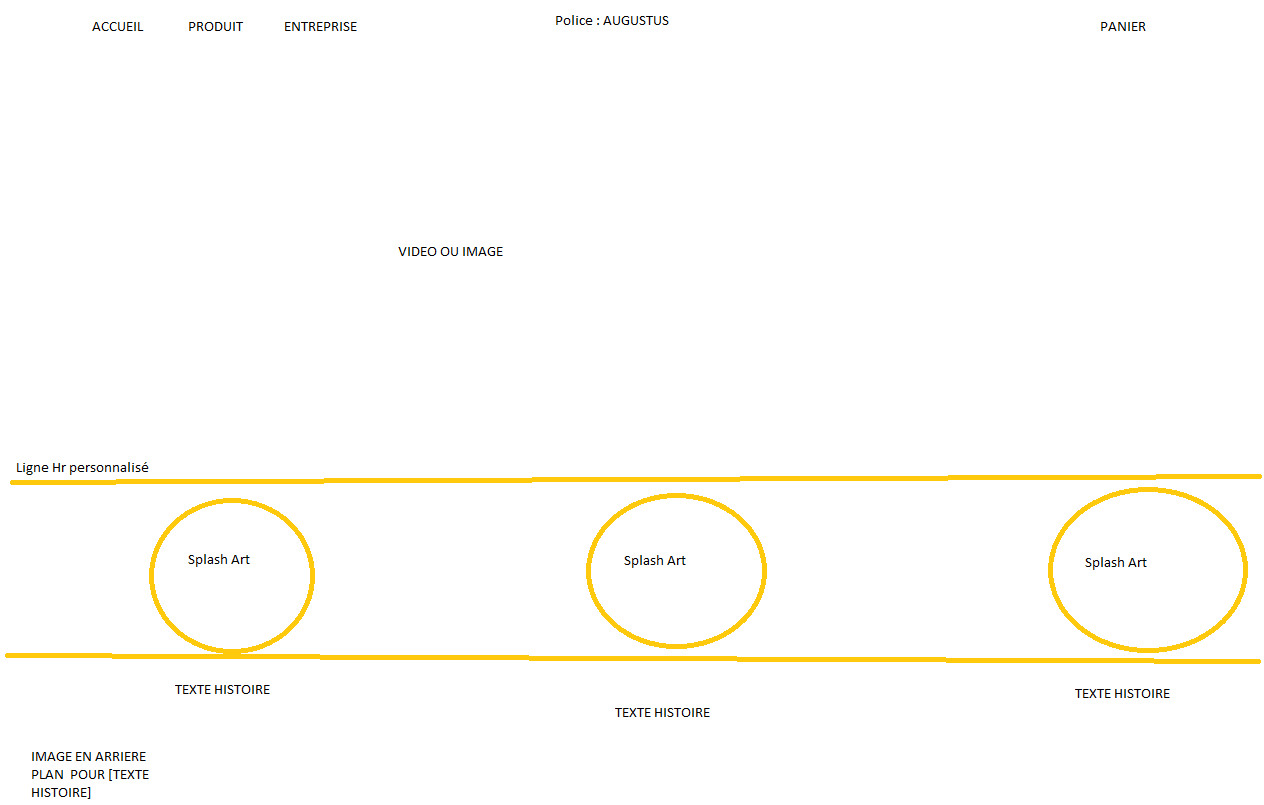 ACCUEIL PRODUIT ENTREPRISE Police : AUGUSTUS PANIER
VIDEO OU IMAGE
Ligne Hr personnalisé
Splash Art Splash Art Splash Art
TEXTE HISTOIRE TEXTE HISTOIRE TEXTE HISTOIRE
IMAGE EN ARRIERE
PLAN POUR [TEXTE
HISTOIRE]